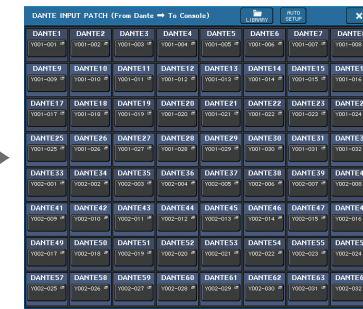 DANTE INPUT PATCH (From Dante → To Console)
LIBRARY
AUTO SETUP
DANTE1 DANTE2 DANTE3 DANTE4 DANTE5 DANTE6 DANTE7
Y001-001 Y001-002 Y001-003 Y001-004 Y001-005 Y001-006 Y001-007 Y001-008
DANTE9 DANTE10 DANTE11 DANTE12 DANTE13 DANTE14 DANTE15
Y001-009 Y001-010 Y001-011 Y001-012 Y001-013 Y001-014 Y001-015 Y001-016
DANTE17 DANTE18 DANTE19 DANTE20 DANTE21 DANTE22 DANTE23
Y001-017 Y001-018 Y001-019 Y001-020 Y001-021 Y001-022 Y001-023 Y001-024
DANTE25 DANTE26 DANTE27 DANTE28 DANTE29 DANTE30 DANTE31
Y001-025 Y001-026 Y001-027 Y001-028 Y001-029 Y001-030 Y001-031 Y001-032
DANTE33 DANTE34 DANTE35 DANTE36 DANTE37 DANTE38 DANTE39
Y002-001 Y002-002 Y002-003 Y002-004 Y002-005 Y002-006 Y002-007 Y002-008
DANTE41 DANTE42 DANTE43 DANTE44 DANTE45 DANTE46 DANTE47
Y002-009 Y002-010 Y002-011 Y002-012 Y002-013 Y002-014 Y002-015 Y002-016
DANTE49 DANTE50 DANTE51 DANTE52 DANTE53 DANTE54 DANTE55
Y002-017 Y002-018 Y002-019 Y002-020 Y002-021 Y002-022 Y002-023 Y002-024
DANTE57 DANTE58 DANTE59 DANTE60 DANTE61 DANTE62 DANTE63
Y002-025 Y002-026 Y002-027 Y002-028 Y002-029 Y002-030 Y002-031 Y002-032